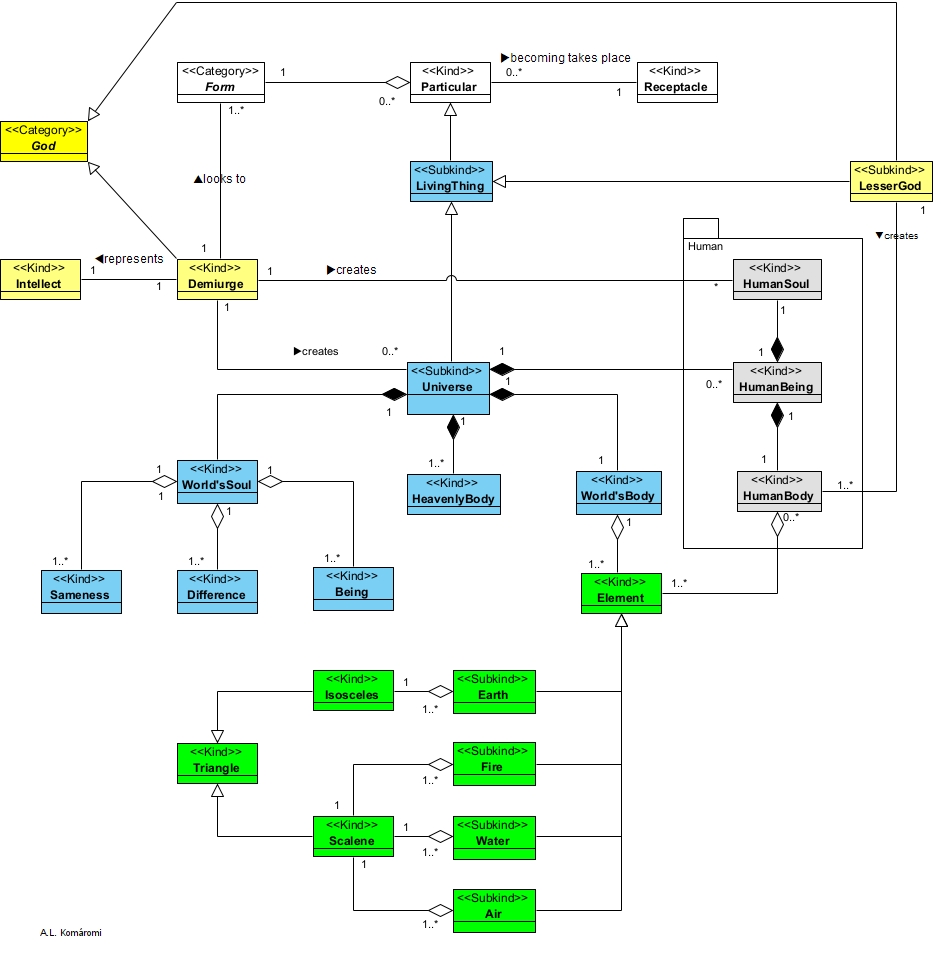 ▶becoming takes place
<<Category>>
Form
1
0..*
<<Kind>>
Particular
0..*
1
<<Kind>>
Receptacle
1..*
<<Category>>
God
▲looks to
<<Subkind>>
LivingThing
<<Subkind>>
LesserGod
1
▼creates
Human
1
◀represents
<<Kind>>
Intellect
1
1
<<Kind>>
Demiurge
1
▶creates
*
<<Kind>>
HumanSoul
1
1
▶creates
0..*
1
1
<<Subkind>>
Universe
1
1
1
0..*
<<Kind>>
HumanBeing
1
1
1..*
1
<<Kind>>
World'sSoul
1
1
1
1
<<Kind>>
HeavenlyBody
<<Kind>>
World'sBody
1
<<Kind>>
HumanBody
1..*
0..*
1..*
1..*
1..*
1..*
1..*
<<Kind>>
Sameness
<<Kind>>
Difference
<<Kind>>
Being
<<Kind>>
Element
<<Kind>>
Isosceles
1
1..*
<<Subkind>>
Earth
<<Kind>>
Triangle
<<Subkind>>
Fire
1..*
1
<<Kind>>
Scalene
1
1..*
<<Subkind>>
Water
1
1..*
<<Subkind>>
Air
A.L. Komáromi